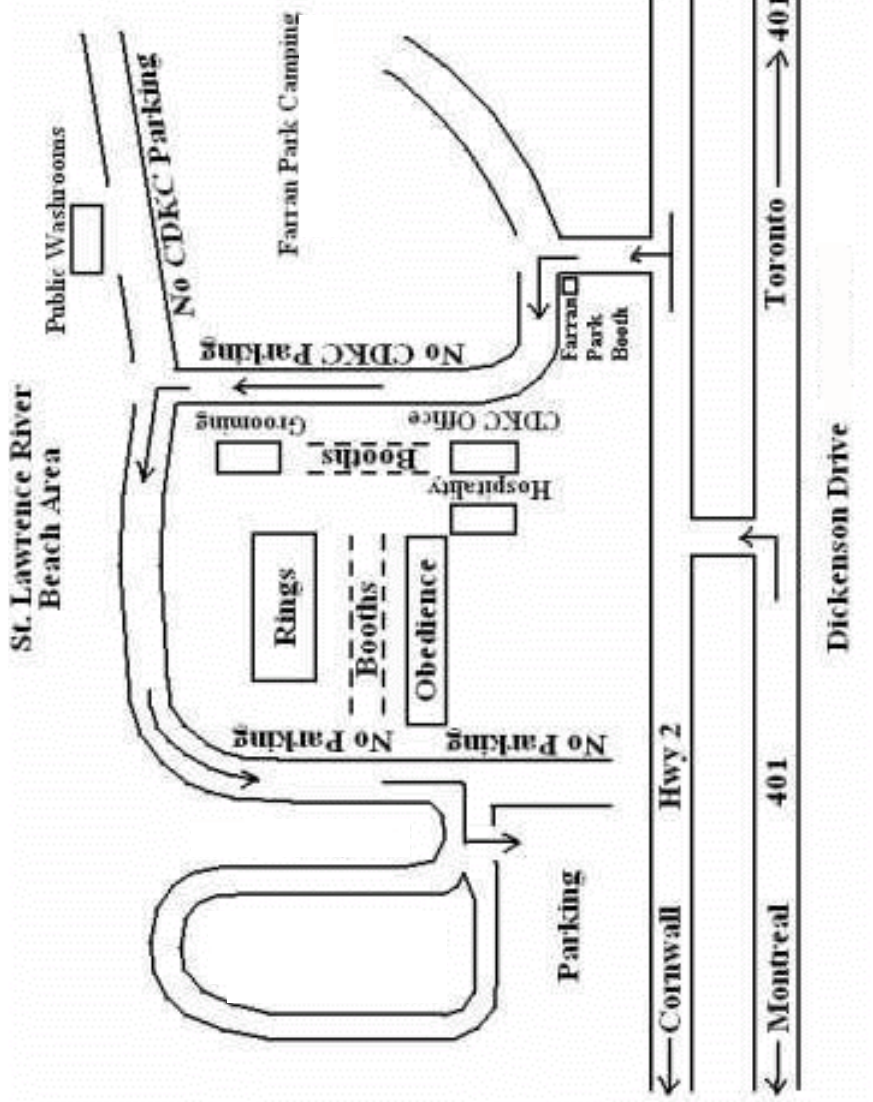 St. Lawrence River
Beach Area
Public Washrooms
No CDKC Parking
Farran Park Camping
No CDKC Parking
Grooming
Booths
CDKC Office
Hospitality
Farran
Park
Booth
Rings
Booths
Obedience
No Parking
No Parking
Parking
Cornwall
Hwy 2
Montreal
401
Toronto
401
Dickenson Drive